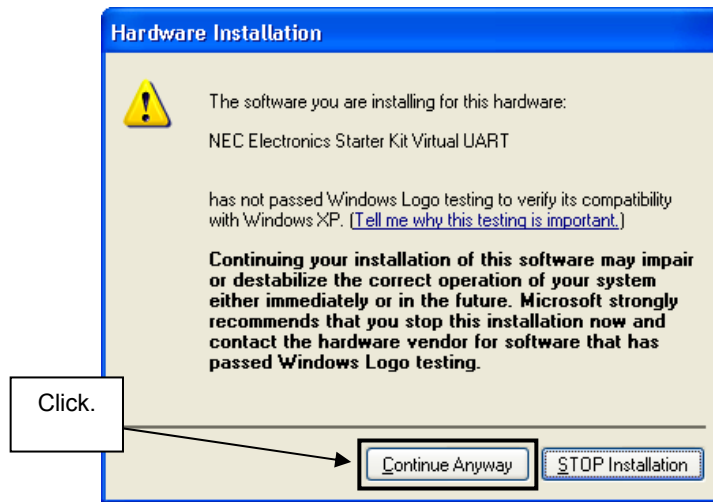 Hardware Installation
The software you are installing for this hardware:
NEC Electronics Starter Kit Virtual UART
has not passed Windows Logo testing to verify its compatibility
with Windows XP. (Tell me why this testing is important.)
Continuing your installation of this software may impair
or destabilize the correct operation of your system
either immediately or in the future. Microsoft strongly
recommends that you stop this installation now and
contact the hardware vendor for software that has
passed Windows Logo testing.
Click.
Continue Anyway
STOP Installation